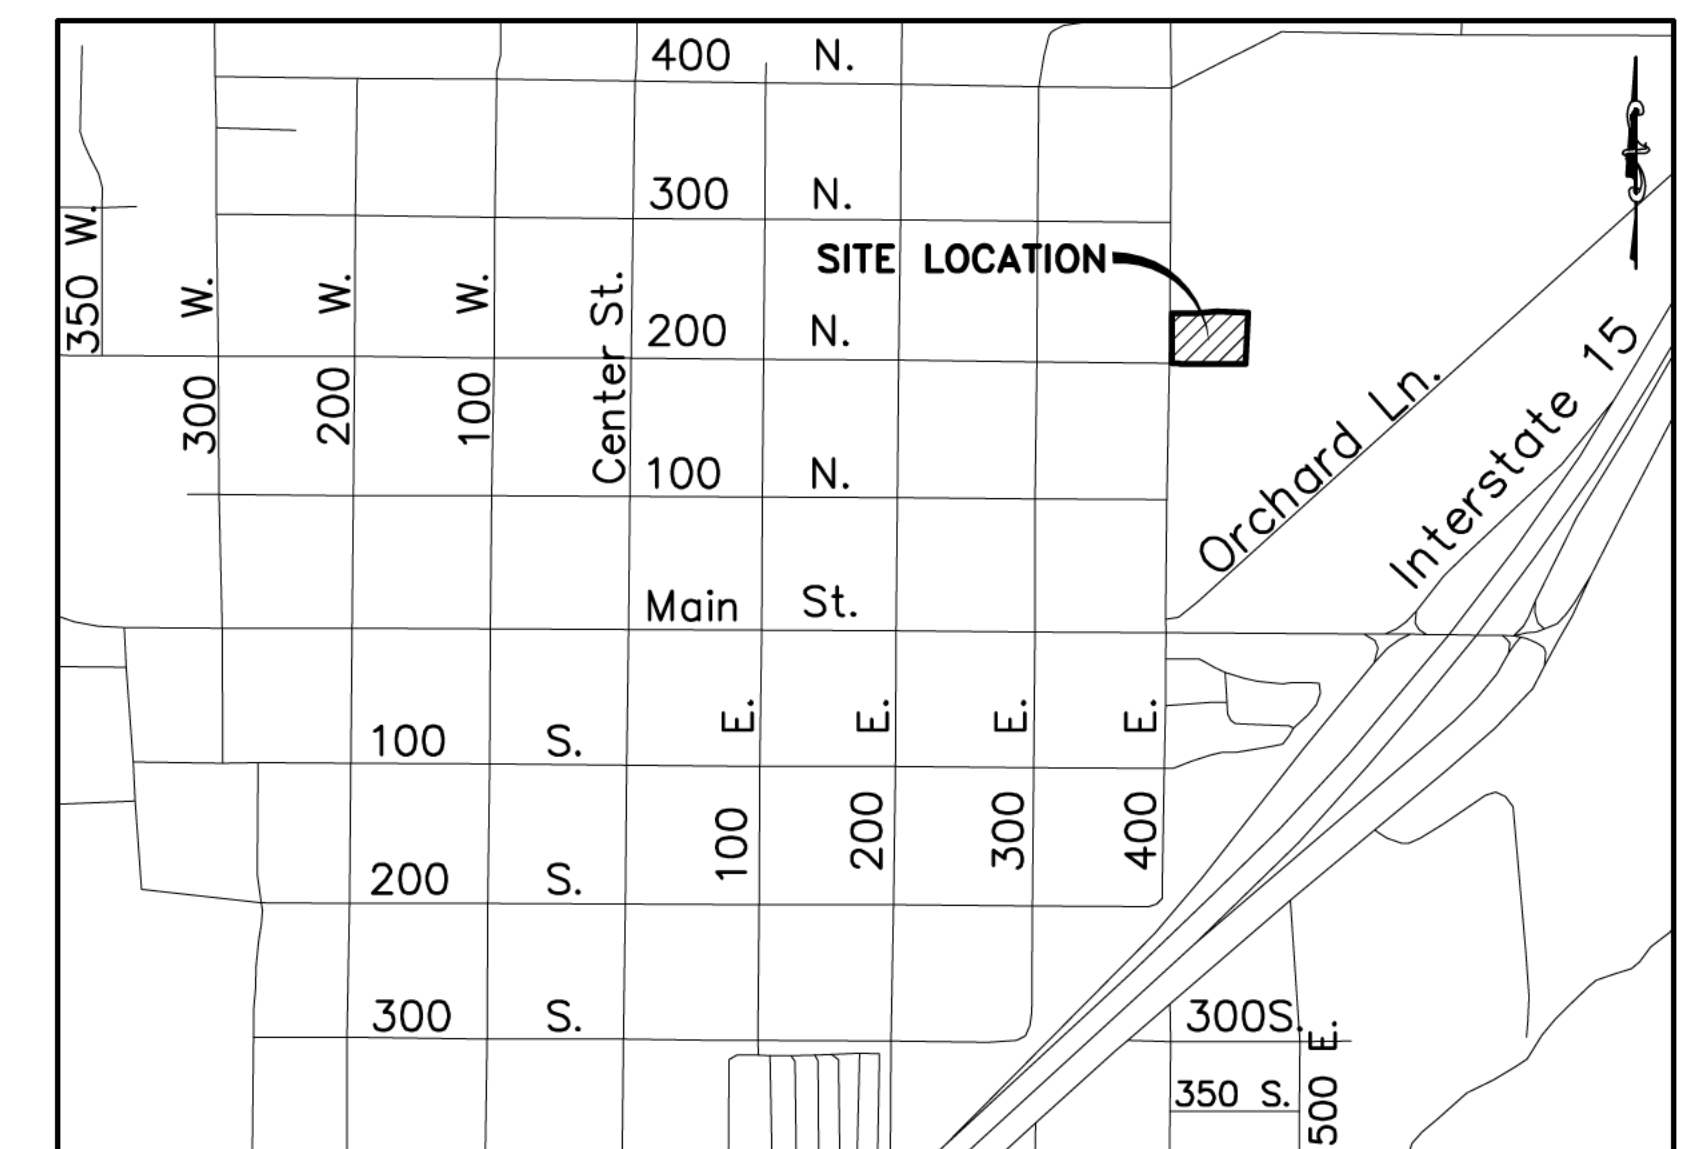 400 N.
300 N.
SITE LOCATION
200 N.
350 W.
300 W.
200 W.
100 W.
Center St.
100 N.
Orchard Ln.
Interstate 15
Main St.
100 S.
100 E.
200 E.
300 E.
400 E.
200 S.
300 S.
300S.
350 S.
500 E.